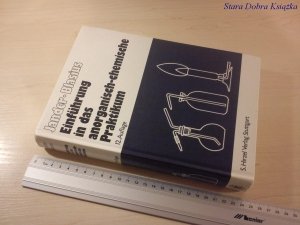 Stara Dobra Książka
Jander·Blasius
Einführung
in das
anorganisch-chemische
Praktikum
12. Auflage
S. Hirzel Verlag Stuttgart